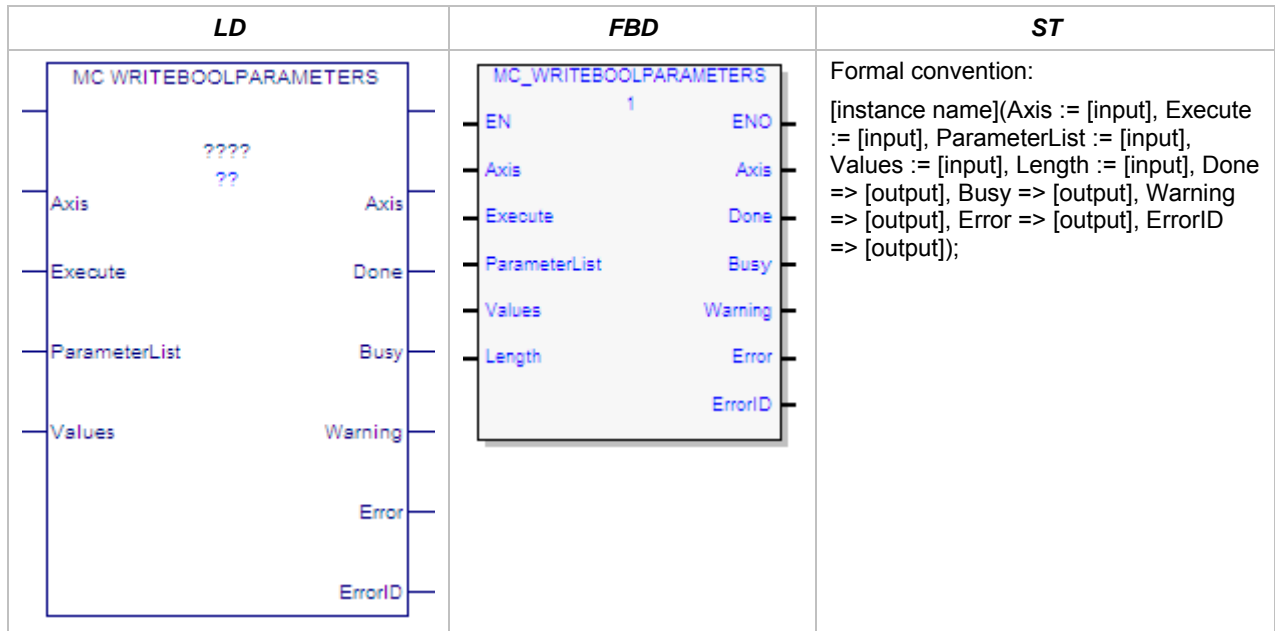 LD
FBD
ST
MC WRITEBOOLPARAMETERS
????
??
Axis Axis
Execute Done
ParameterList Busy
Values Warning
Error
ErrorID
MC_WRITEBOOLPARAMETERS
1
EN ENO
Axis Axis
Execute Done
ParameterList Busy
Values Warning
Length Error
ErrorID
Formal convention:
[instance name](Axis := [input], Execute
:= [input], ParameterList := [input],
Values := [input], Length := [input], Done
=> [output], Busy => [output], Warning
=> [output], Error => [output], ErrorID
=> [output]);